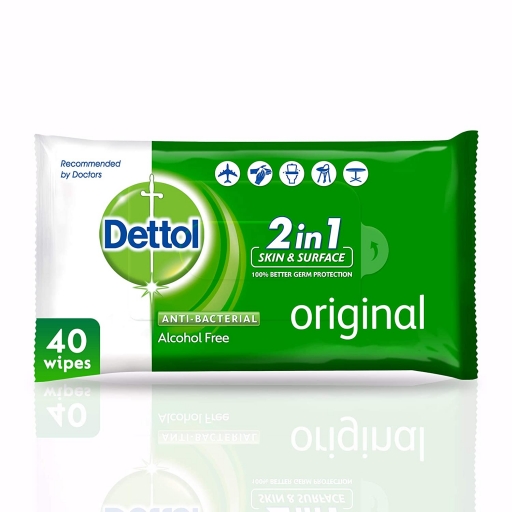 Recommended
by Doctors
Dettol
2in1
SKIN & SURFACE
100% BETTER GERM PROTECTION
ANTI-BACTERIAL
original
Alcohol Free
40
wipes